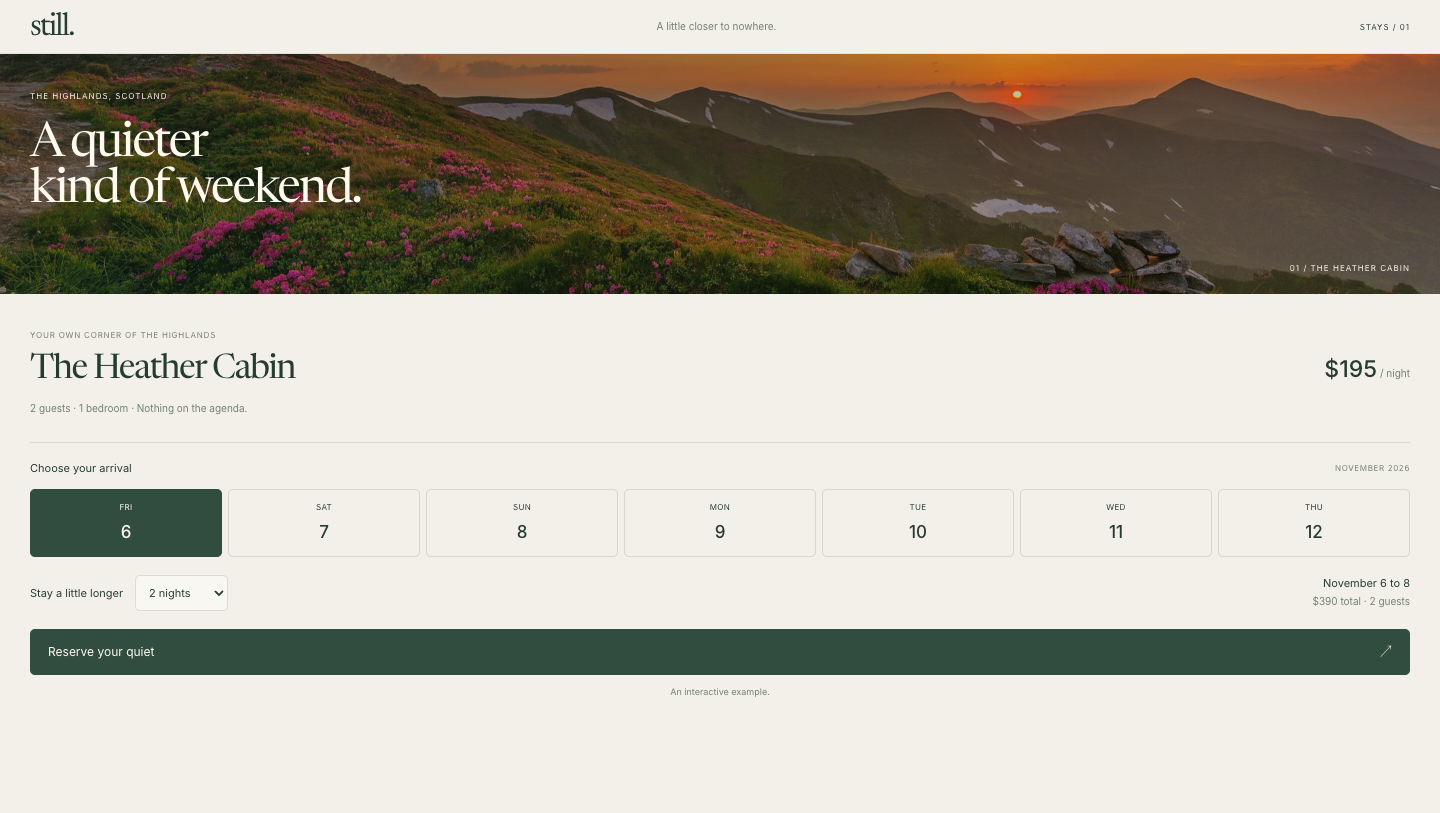 still.
A little closer to nowhere.
STAYS / 01
THE HIGHLANDS, SCOTLAND
A quieter
kind of weekend.
01 / THE HEATHER CABIN
YOUR OWN CORNER OF THE HIGHLANDS
The Heather Cabin
$195 / night
2 guests · 1 bedroom · Nothing on the agenda.
Choose your arrival
NOVEMBER 2026
FRI
6
SAT
7
SUN
8
MON
9
TUE
10
WED
11
THU
12
Stay a little longer
2 nights
November 6 to 8
$390 total · 2 guests
Reserve your quiet ↗
An interactive example.